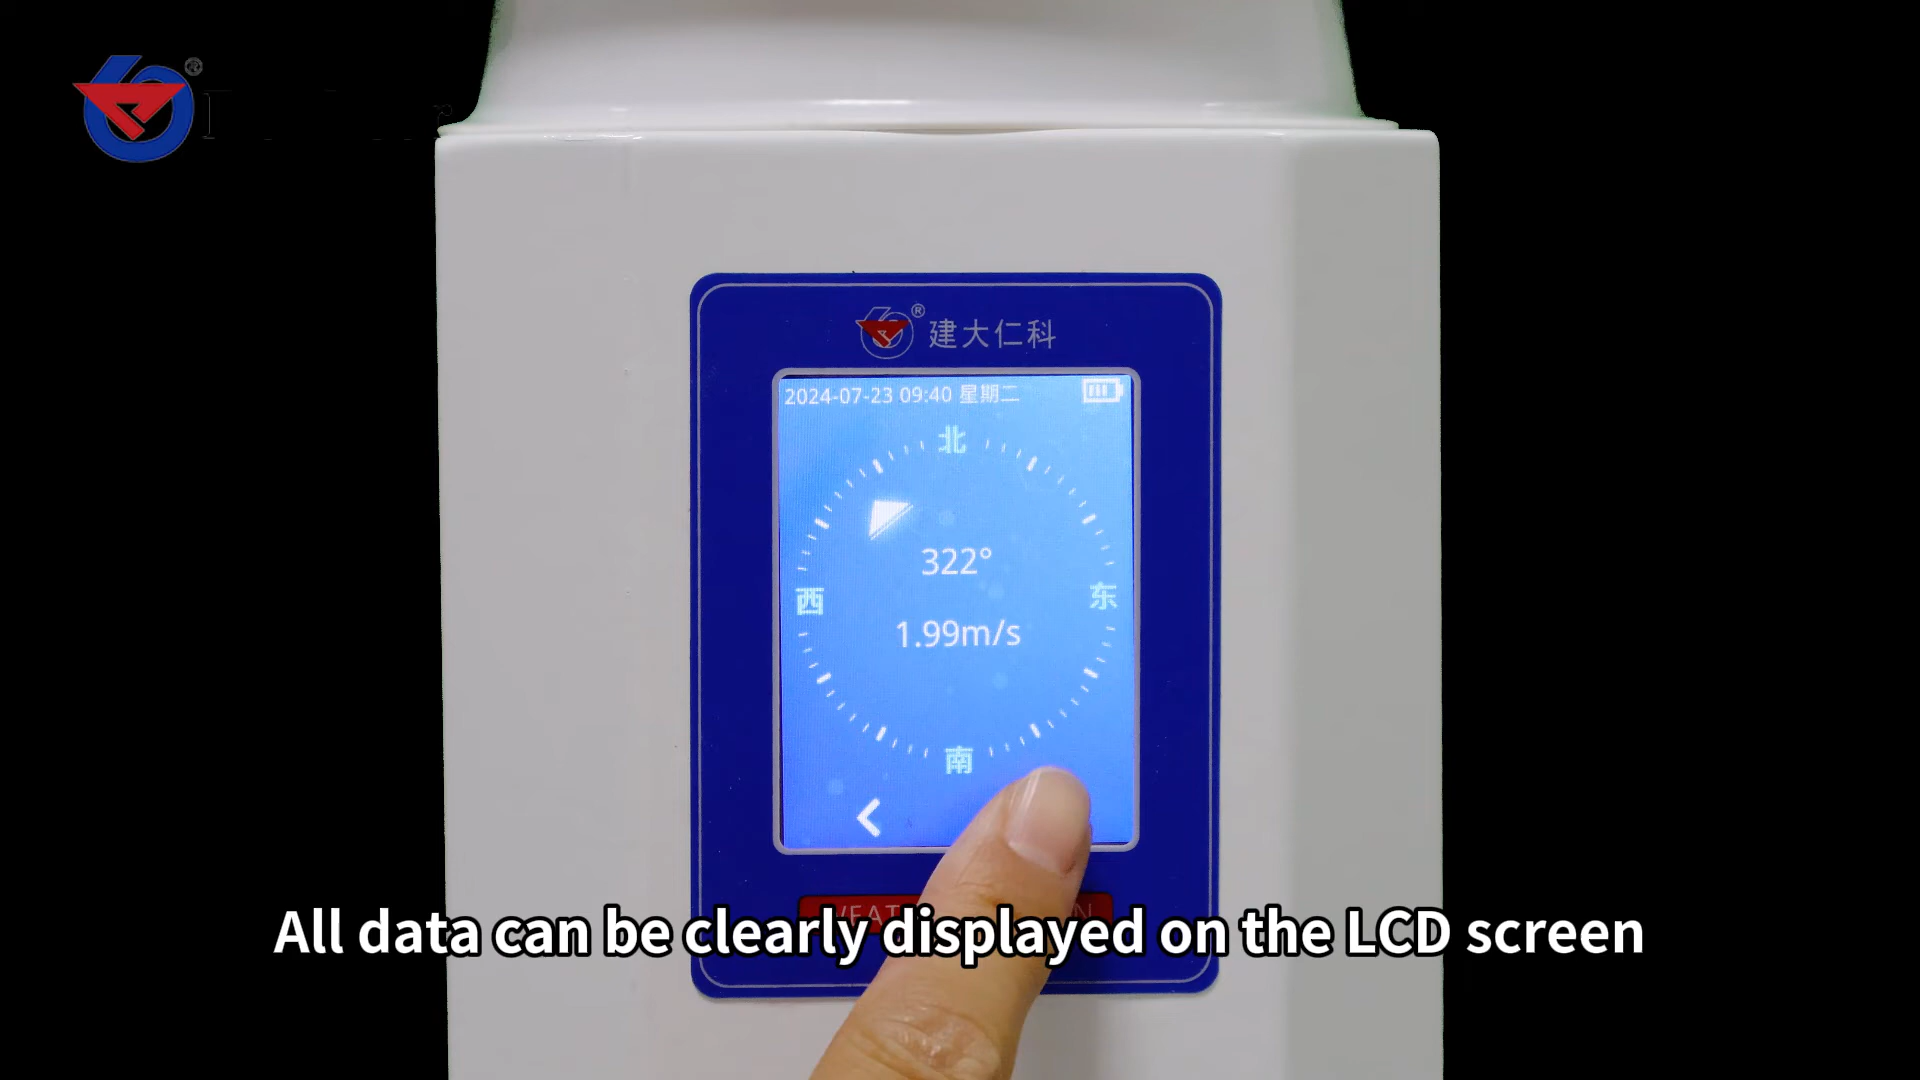 ®
® 建大仁科
2024-07-23 09:40 星期二
北
322°
西
东
1.99m/s
南
All data can be clearly displayed on the LCD screen